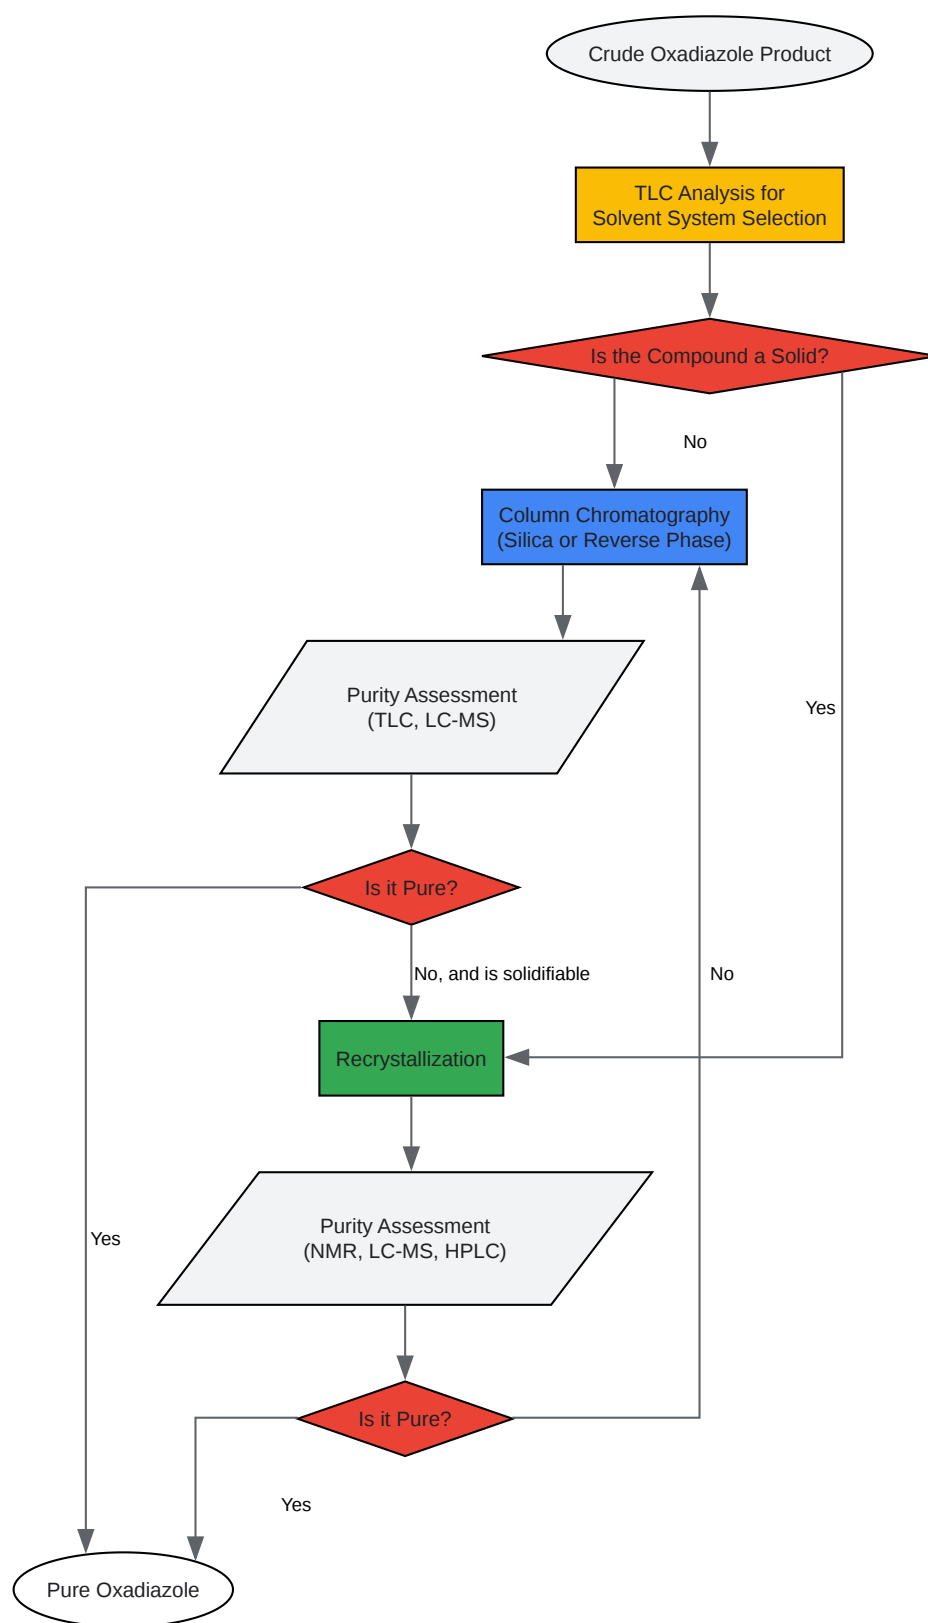 Crude Oxadiazole Product
TLC Analysis for
Solvent System Selection
Is the Compound a Solid?
No
Column Chromatography
(Silica or Reverse Phase)
Purity Assessment
(TLC, LC-MS)
Yes
Is it Pure?
No, and is solidifiable
No
Recrystallization
Purity Assessment
(NMR, LC-MS, HPLC)
Yes
Is it Pure?
Yes
Pure Oxadiazole